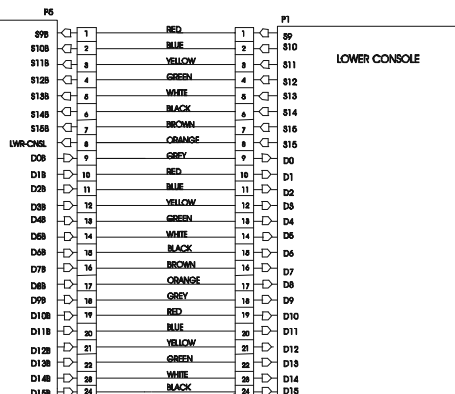 P5 P1
S9B 1 RED 1 S9
S10B 2 BLUE 2 S10
LOWER CONSOLE
S11B 3 YELLOW 3 S11
S12B 4 GREEN 4 S12
S13B 5 WHITE 5 S13
S14B 6 BLACK 6 S14
S15B 7 BROWN 7 S16
LWR-CNSL 8 ORANGE 8 S15
D0B 9 GREY 9 D0
D1B 10 RED 10 D1
D2B 11 BLUE 11 D2
D3B 12 YELLOW 12 D3
D4B 13 GREEN 13 D4
D5B 14 WHITE 14 D5
D6B 15 BLACK 15 D6
D7B 16 BROWN 16 D7
D8B 17 ORANGE 17 D8
D9B 18 GREY 18 D9
D10B 19 RED 19 D10
D11B 20 BLUE 20 D11
D12B 21 YELLOW 21 D12
D13B 22 GREEN 22 D13
D14B 23 WHITE 23 D14
D15B 24 BLACK 24 D15